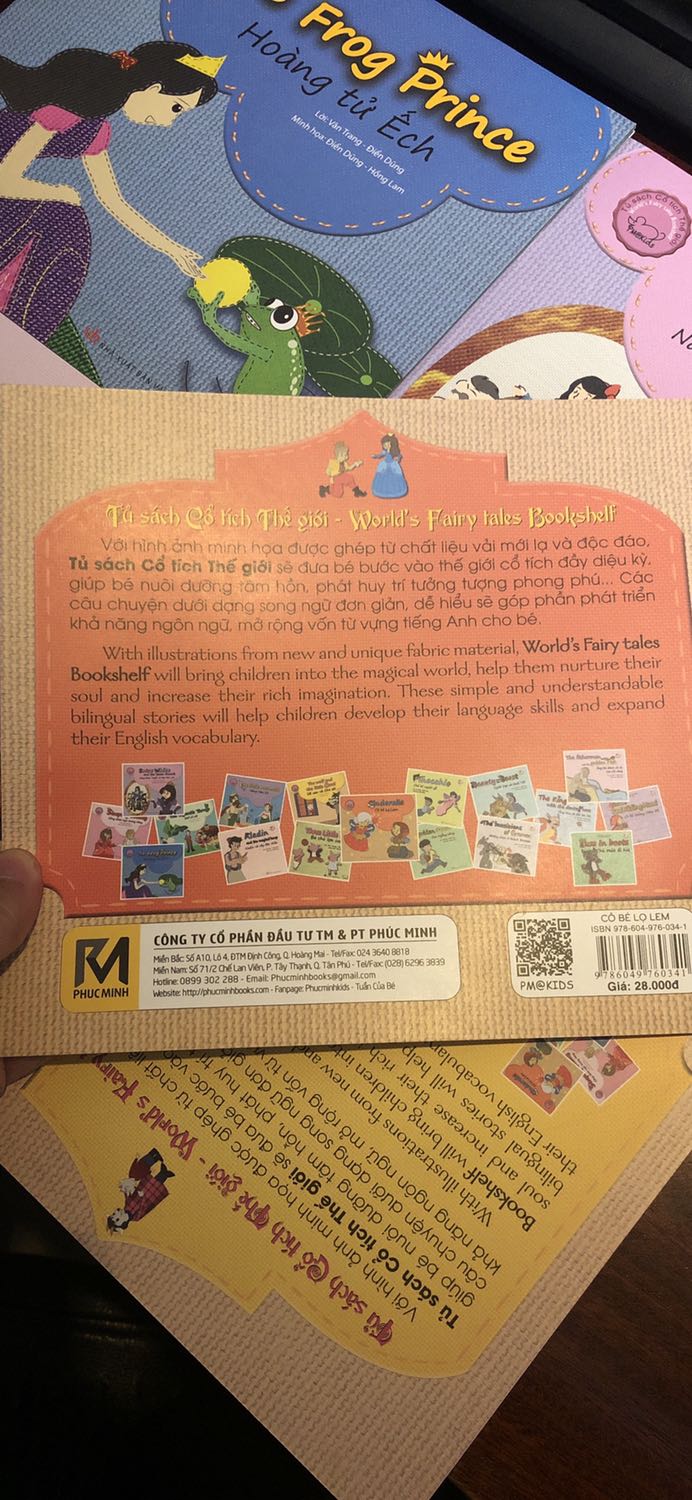 Frog Prince
Hoàng tử Ếch
Lời: Vân Trang - Điền Dũng
Minh họa: Điền Dũng - Hồng Lam
Tủ sách Cổ tích Thế giới
PM@Kids
Tủ sách Cổ tích Thế giới - World's Fairy tales Bookshelf
Với hình ảnh minh họa được ghép từ chất liệu vải mới lạ và độc đáo,
Tủ sách Cổ tích Thế giới sẽ đưa bé bước vào thế giới cổ tích đầy diệu kỳ,
giúp bé nuôi dưỡng tâm hồn, phát huy trí tưởng tượng phong phú... Các
câu chuyện dưới dạng song ngữ đơn giản, dễ hiểu sẽ góp phần phát triển
khả năng ngôn ngữ, mở rộng vốn từ vựng tiếng Anh cho bé.
With illustrations from new and unique fabric material, World's Fairy tales
Bookshelf will bring children into the magical world, help them nurture their
soul and increase their rich imagination. These simple and understandable
bilingual stories will help children develop their language skills and expand
their English vocabulary.
Pinocchio
Cinderella
Aladin
Puss in boots
RM
PHUCMINH
CÔNG TY CỔ PHẦN ĐẦU TƯ TM & PT PHÚC MINH
Miền Bắc: Số A10, Lô 4, ĐTM Định Công, Q. Hoàng Mai - Tel/Fax: 024 3640 8818
Miền Nam: Số 71/2 Chế Lan Viên, P. Tây Thạnh, Q. Tân Phú - Tel/Fax: (028) 6296 3839
Hotline: 0899 302 288 - Email: Phucminhbooks@gmail.com
Website: http://phucminhbooks.com - Fanpage: Phucminhkids - Tuần Của Bé
PM@KIDS
CÔ BÉ LỌ LEM
ISBN 978-604-976-034-1
9 786049 760341
Giá: 28.000đ
Tủ sách Cổ tích Thế giới - World's Fairy
Với hình ảnh minh họa được ghép từ chất liệ
Tủ sách Cổ tích Thế giới sẽ đưa bé bước vào
giúp bé nuôi dưỡng tâm hồn, phát huy trí
câu chuyện dưới dạng song ngữ đơn giả
khả năng ngôn ngữ, mở rộng vốn từ v
With illustrations from new and
Bookshelf will bring children into
soul and increase their rich
bilingual stories will help
their English vocabular